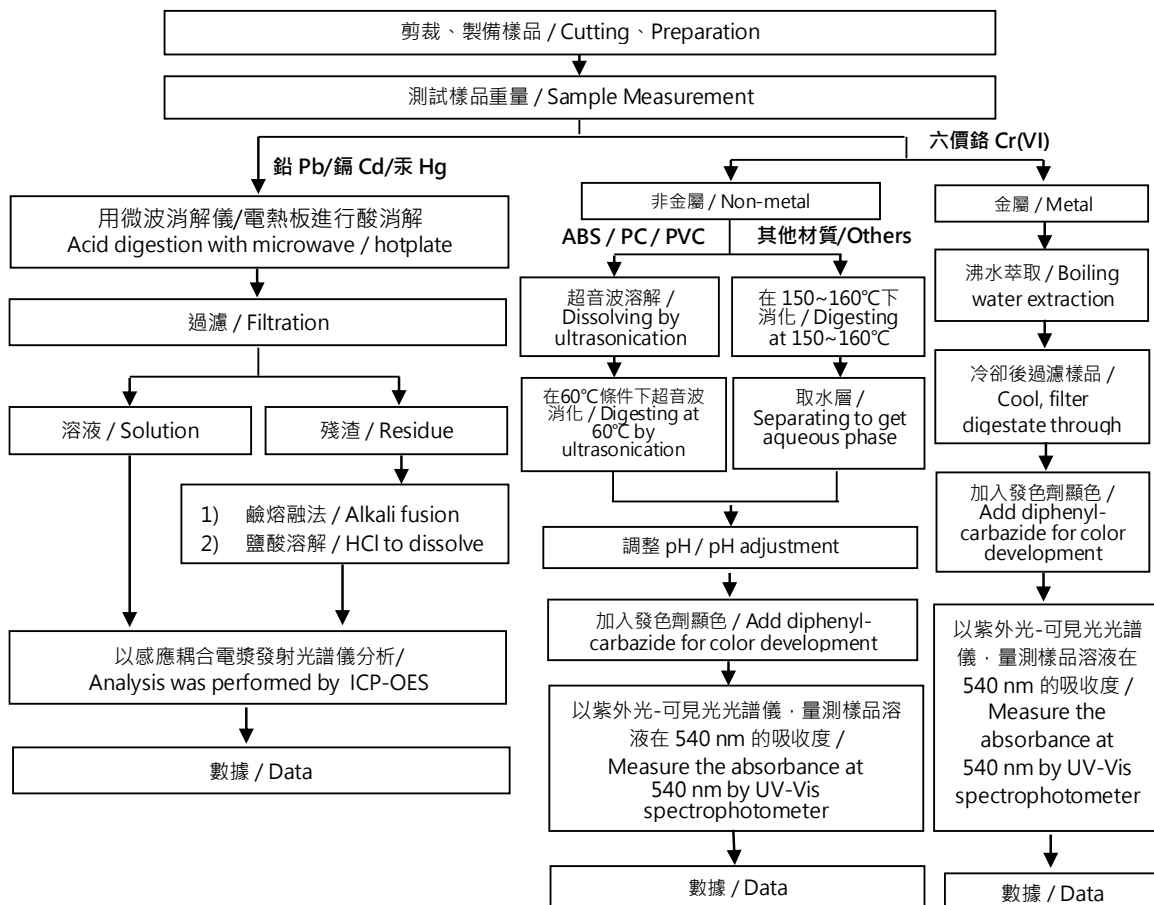 剪裁、製備樣品 / Cutting、Preparation
測試樣品重量 / Sample Measurement
鉛 Pb/鎘 Cd/汞 Hg
六價鉻 Cr(VI)
用微波消解儀/電熱板進行酸消解
Acid digestion with microwave / hotplate
過濾 / Filtration
溶液 / Solution
殘渣 / Residue
1) 鹼熔融法 / Alkali fusion
2) 鹽酸溶解 / HCl to dissolve
以感應耦合電漿發射光譜儀分析/
Analysis was performed by ICP-OES
數據 / Data
非金屬 / Non-metal
ABS / PC / PVC
其他材質/Others
超音波溶解 /
Dissolving by
ultrasonication
在60℃條件下超音波
消化 / Digesting at
60℃ by
ultrasonication
在 150~160℃下
消化 / Digesting
at 150~160℃
取水層 /
Separating to get
aqueous phase
調整 pH / pH adjustment
加入發色劑顯色 / Add diphenyl-
carbazide for color development
以紫外光-可見光光譜儀，量測樣品溶
液在 540 nm 的吸收度 /
Measure the absorbance at
540 nm by UV-Vis
spectrophotometer
數據 / Data
金屬 / Metal
沸水萃取 / Boiling
water extraction
冷卻後過濾樣品 /
Cool, filter
digestate through
加入發色劑顯色 /
Add diphenyl-
carbazide for color
development
以紫外光-可見光光譜
儀，量測樣品溶液在
540 nm 的吸收度 /
Measure the
absorbance at
540 nm by UV-Vis
spectrophotometer
數據 / Data